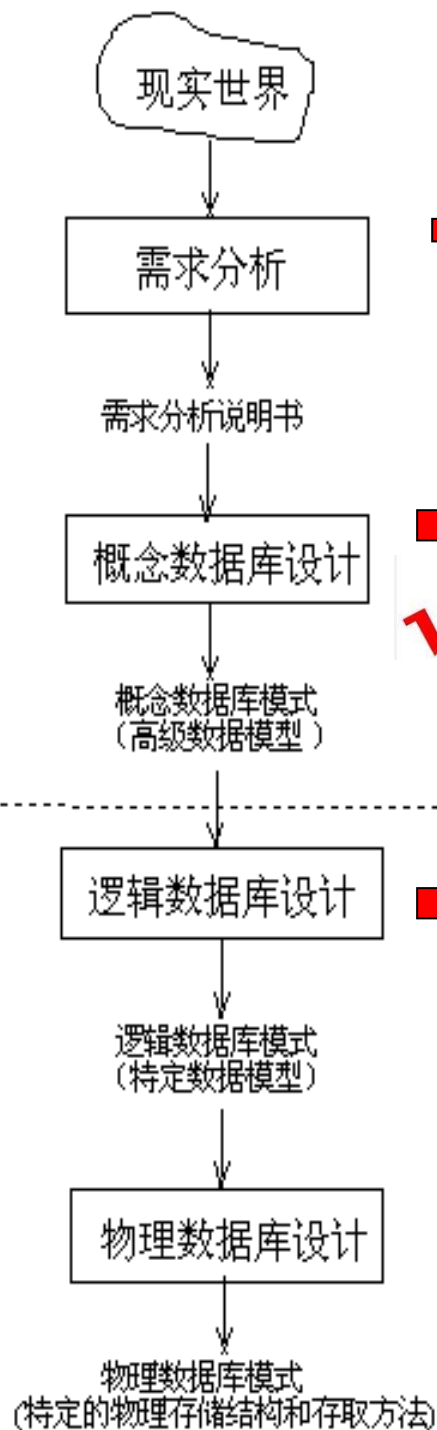 现实世界
需求分析
需求分析说明书
概念数据库设计
概念数据库模式
（高级数据模型 ）
逻辑数据库设计
逻辑数据库模式
（特定数据模型）
物理数据库设计
物理数据库模式
(特定的物理存储结构和存取方法)